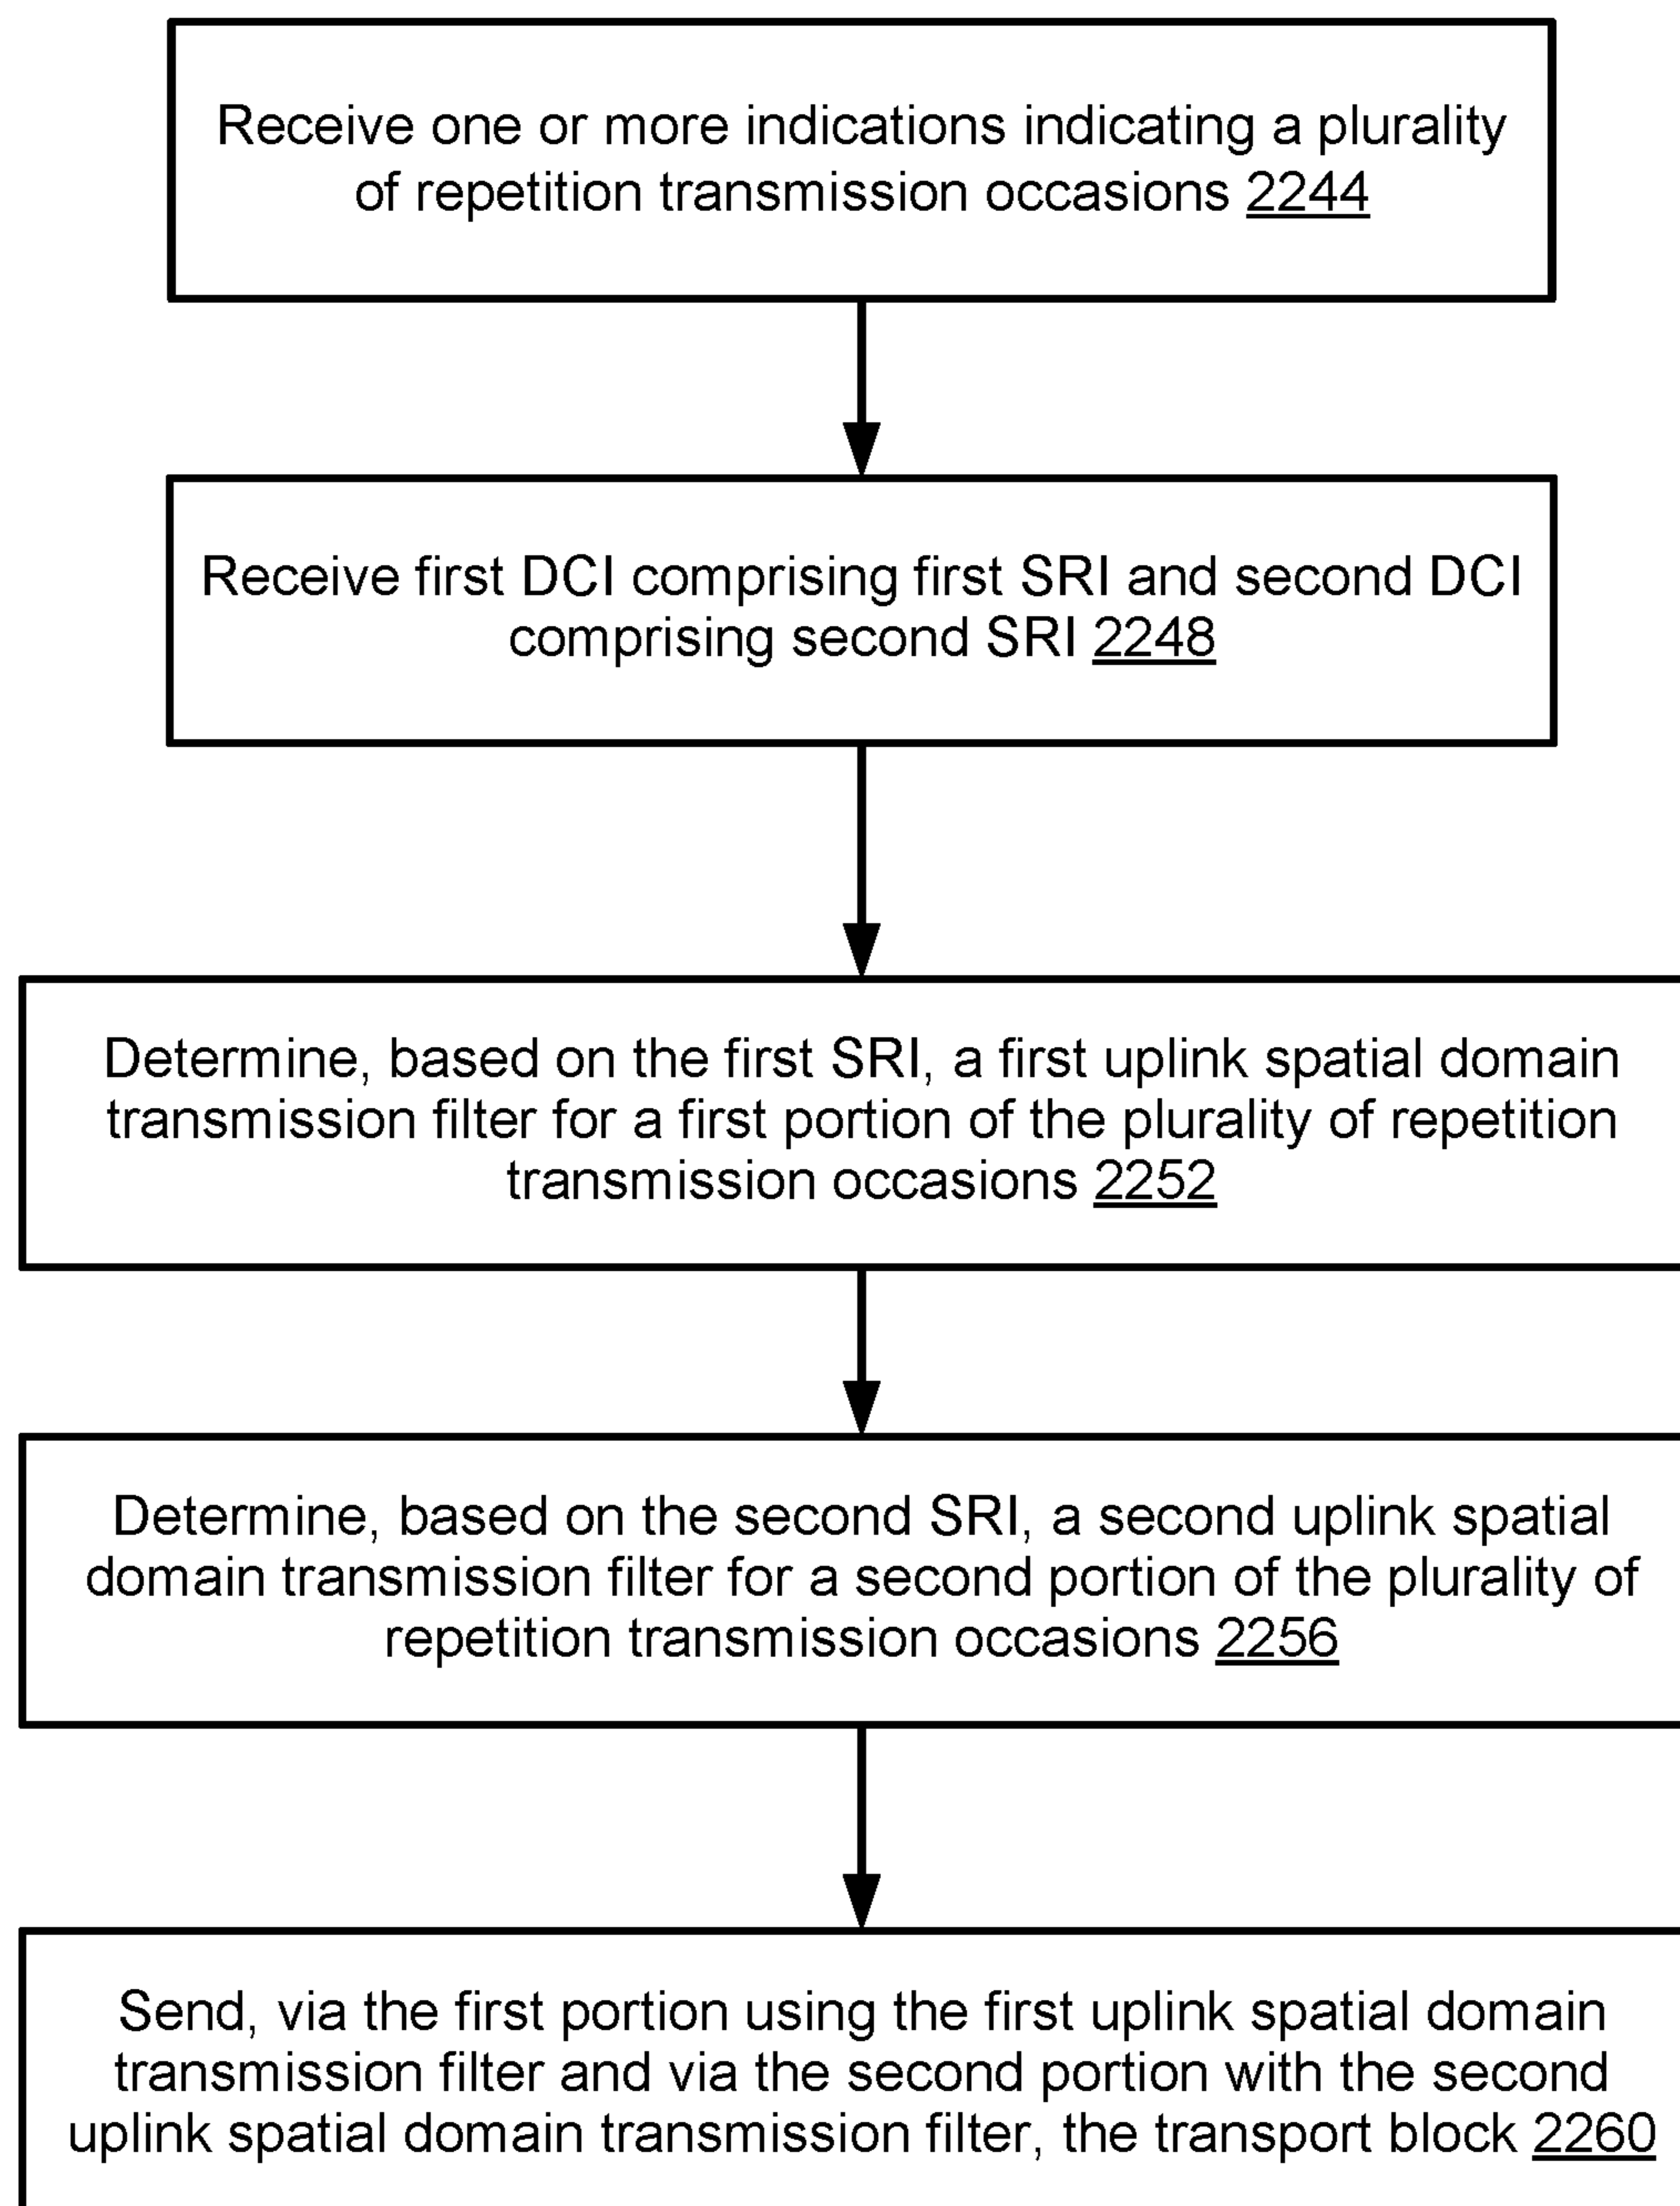 Receive one or more indications indicating a plurality
of repetition transmission occasions 2244
Receive first DCI comprising first SRI and second DCI
comprising second SRI 2248
Determine, based on the first SRI, a first uplink spatial domain
transmission filter for a first portion of the plurality of repetition
transmission occasions 2252
Determine, based on the second SRI, a second uplink spatial
domain transmission filter for a second portion of the plurality of
repetition transmission occasions 2256
Send, via the first portion using the first uplink spatial domain
transmission filter and via the second portion with the second
uplink spatial domain transmission filter, the transport block 2260